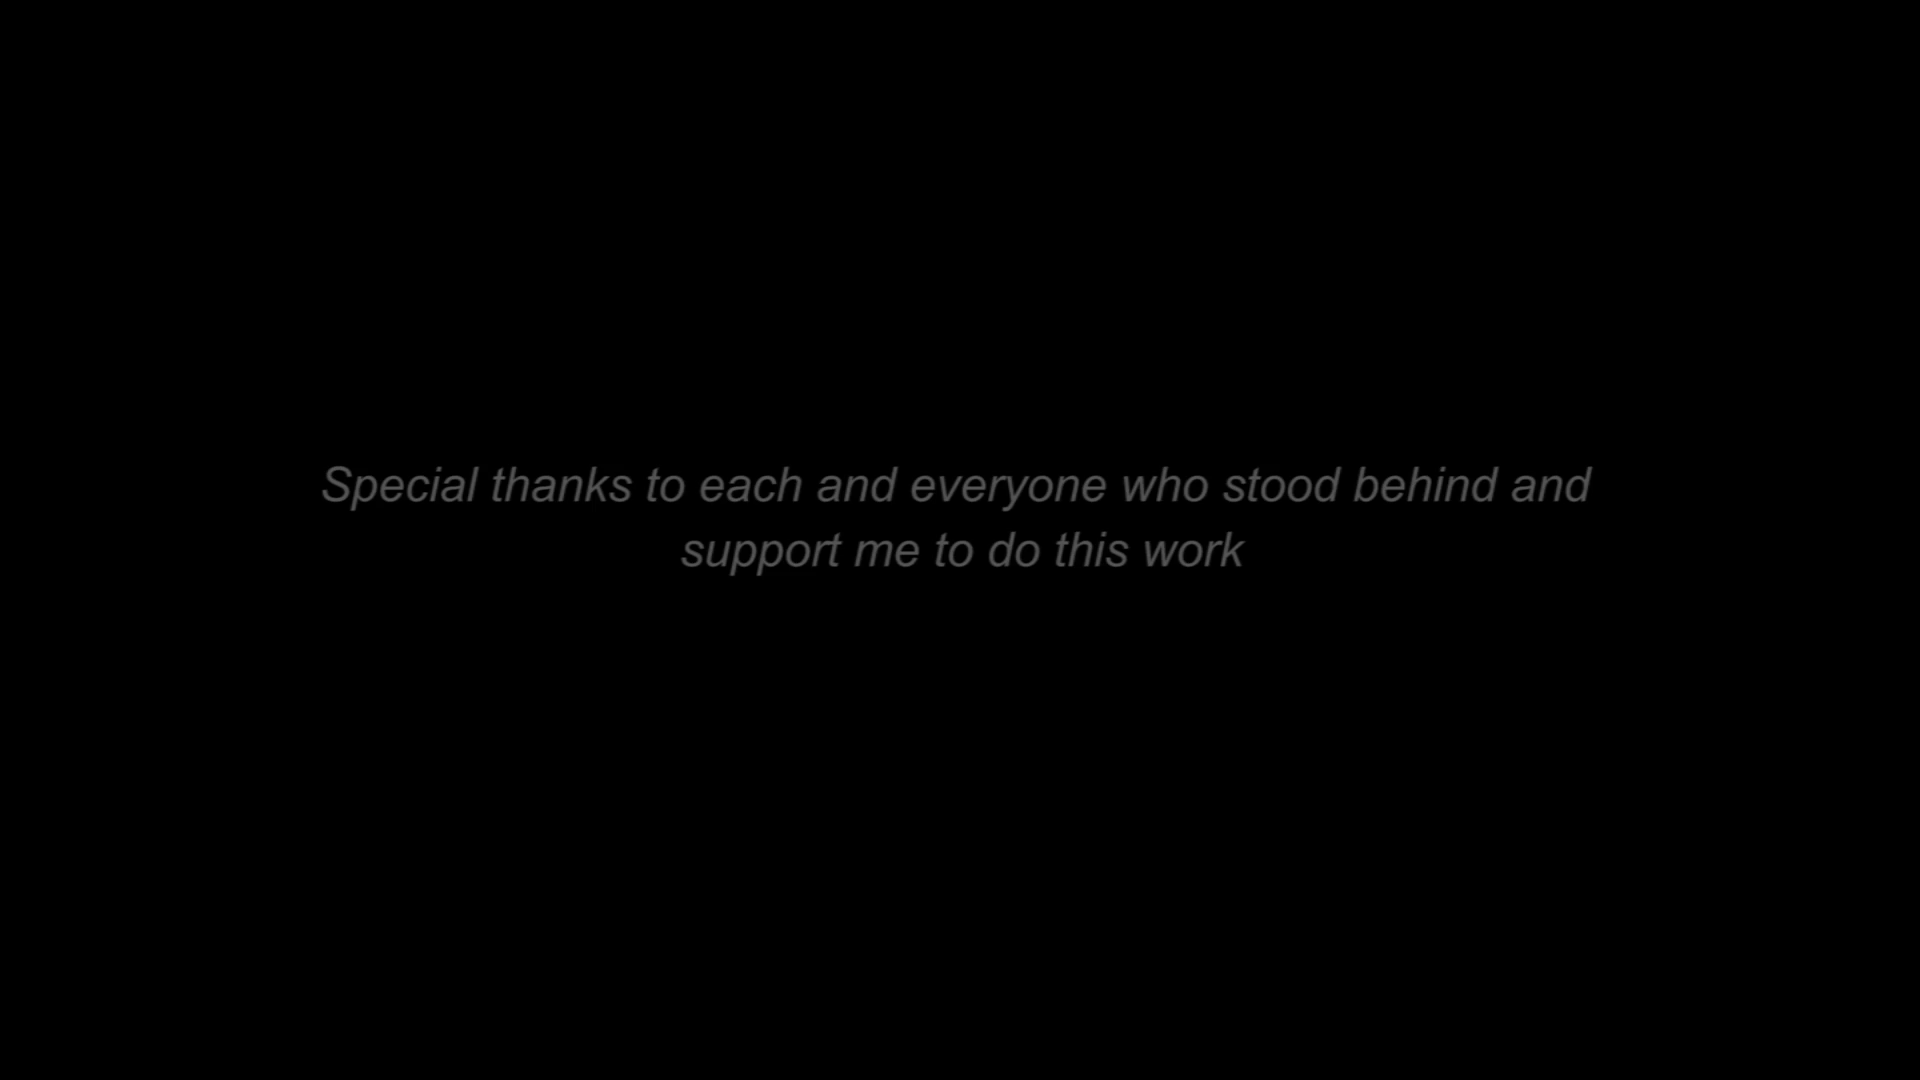 Special thanks to each and everyone who stood behind and
support me to do this work